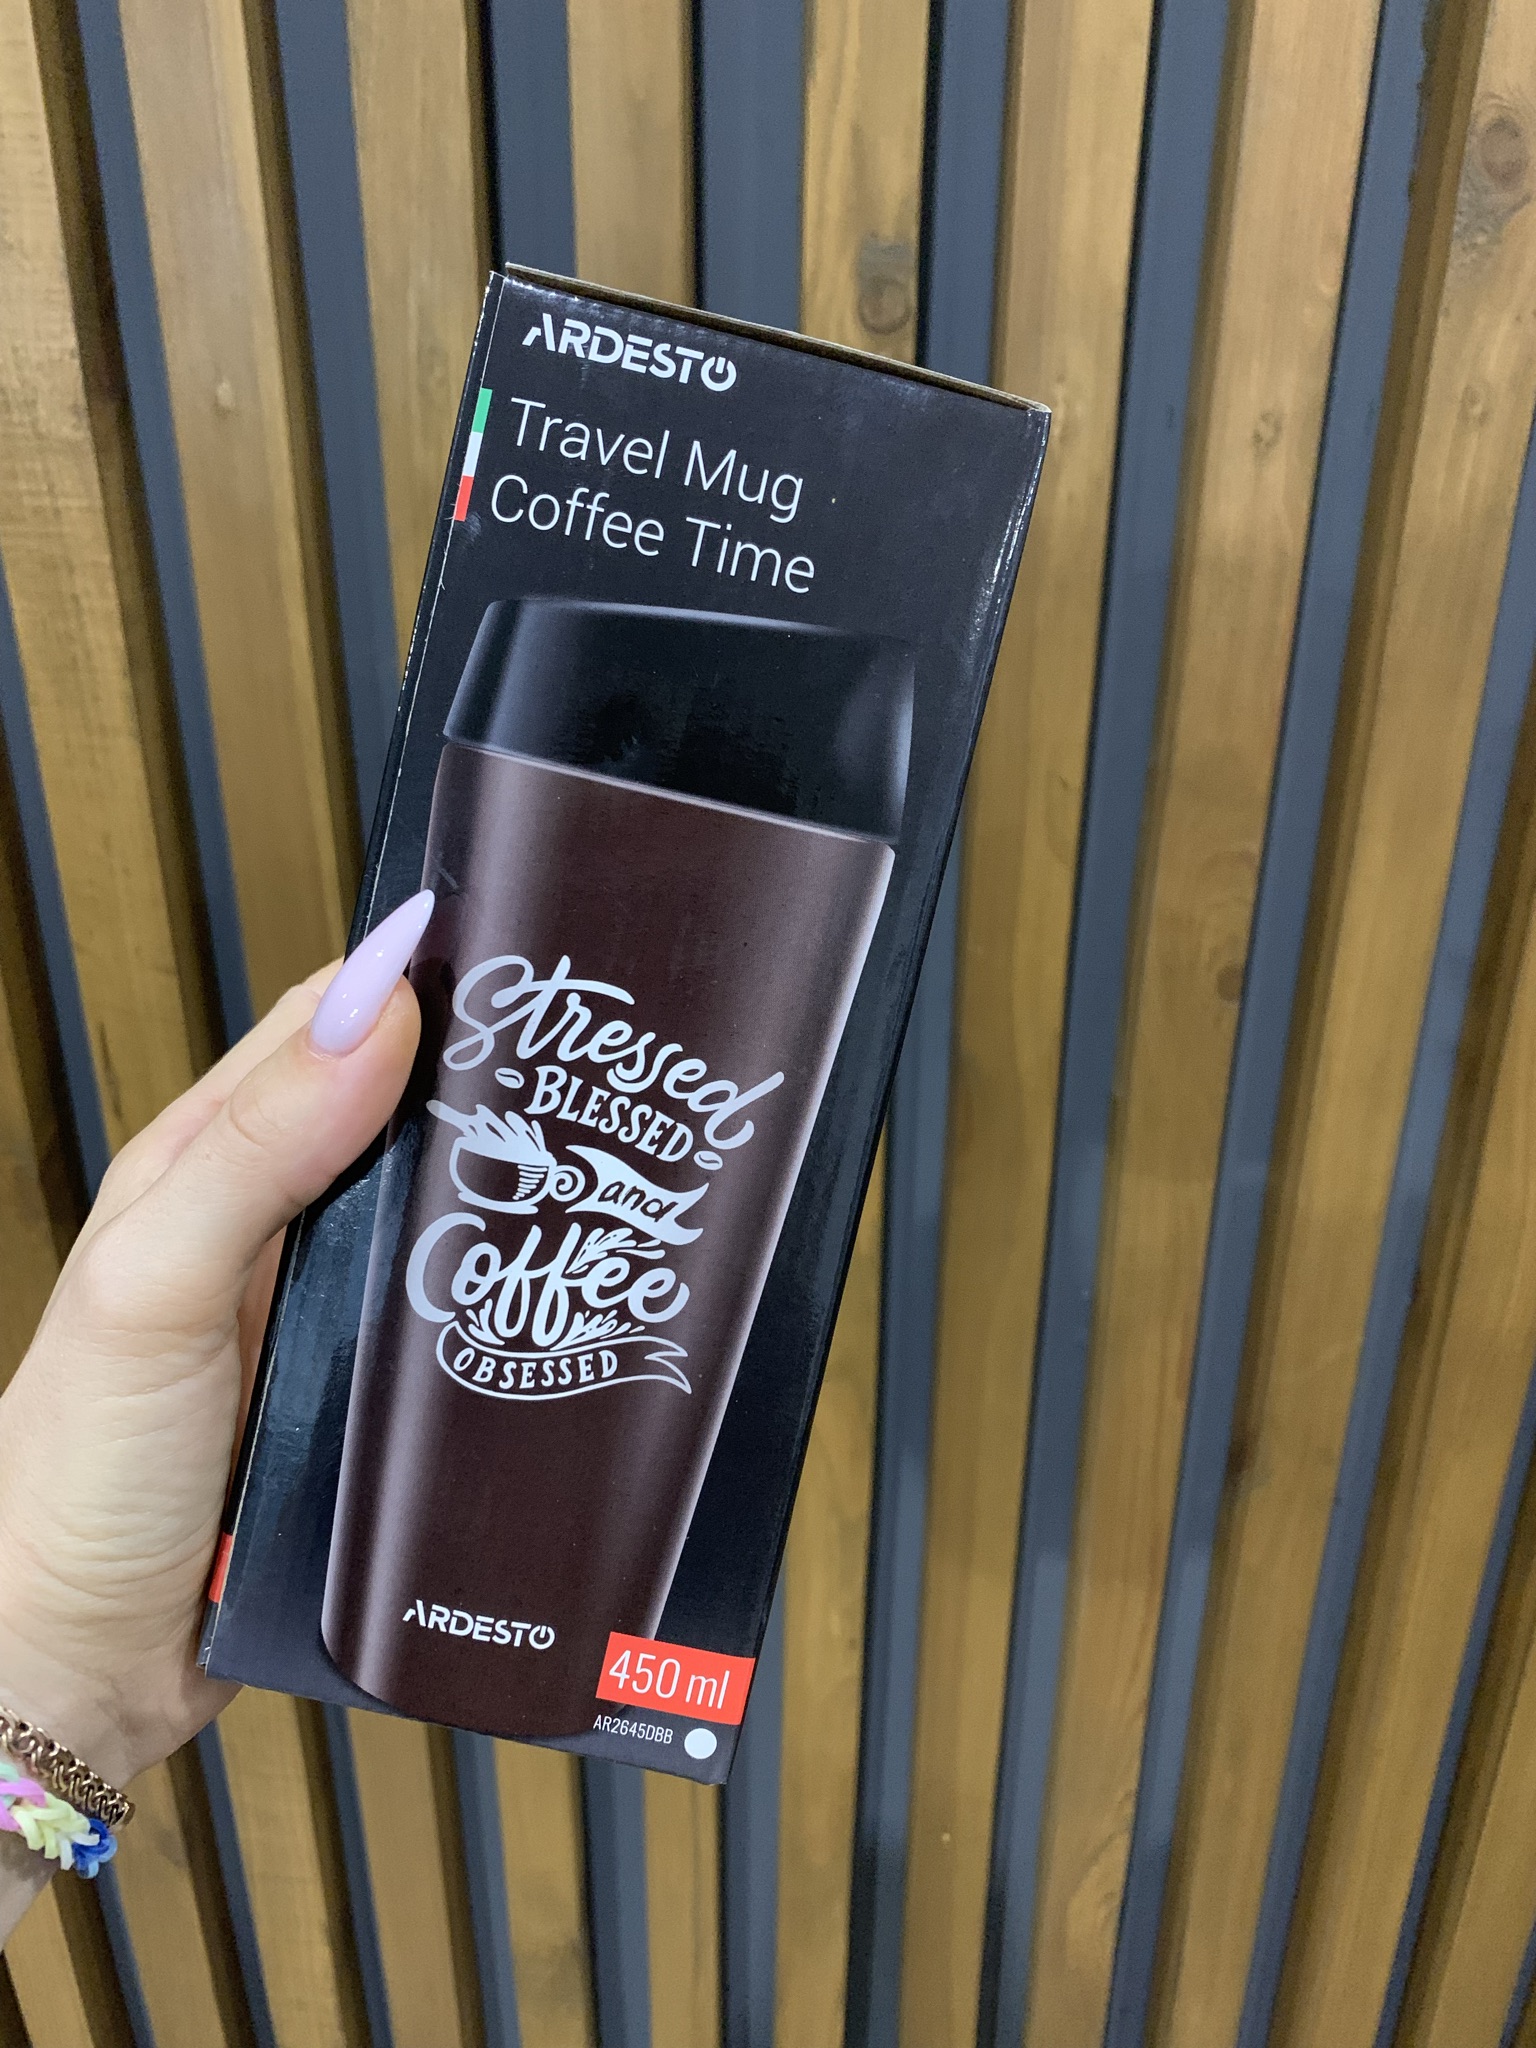 ARDESTO
Travel Mug
Coffee Time
Stressed
BLESSED
and
Coffee
OBSESSED
ARDESTO
450 ml
AR2645DBB